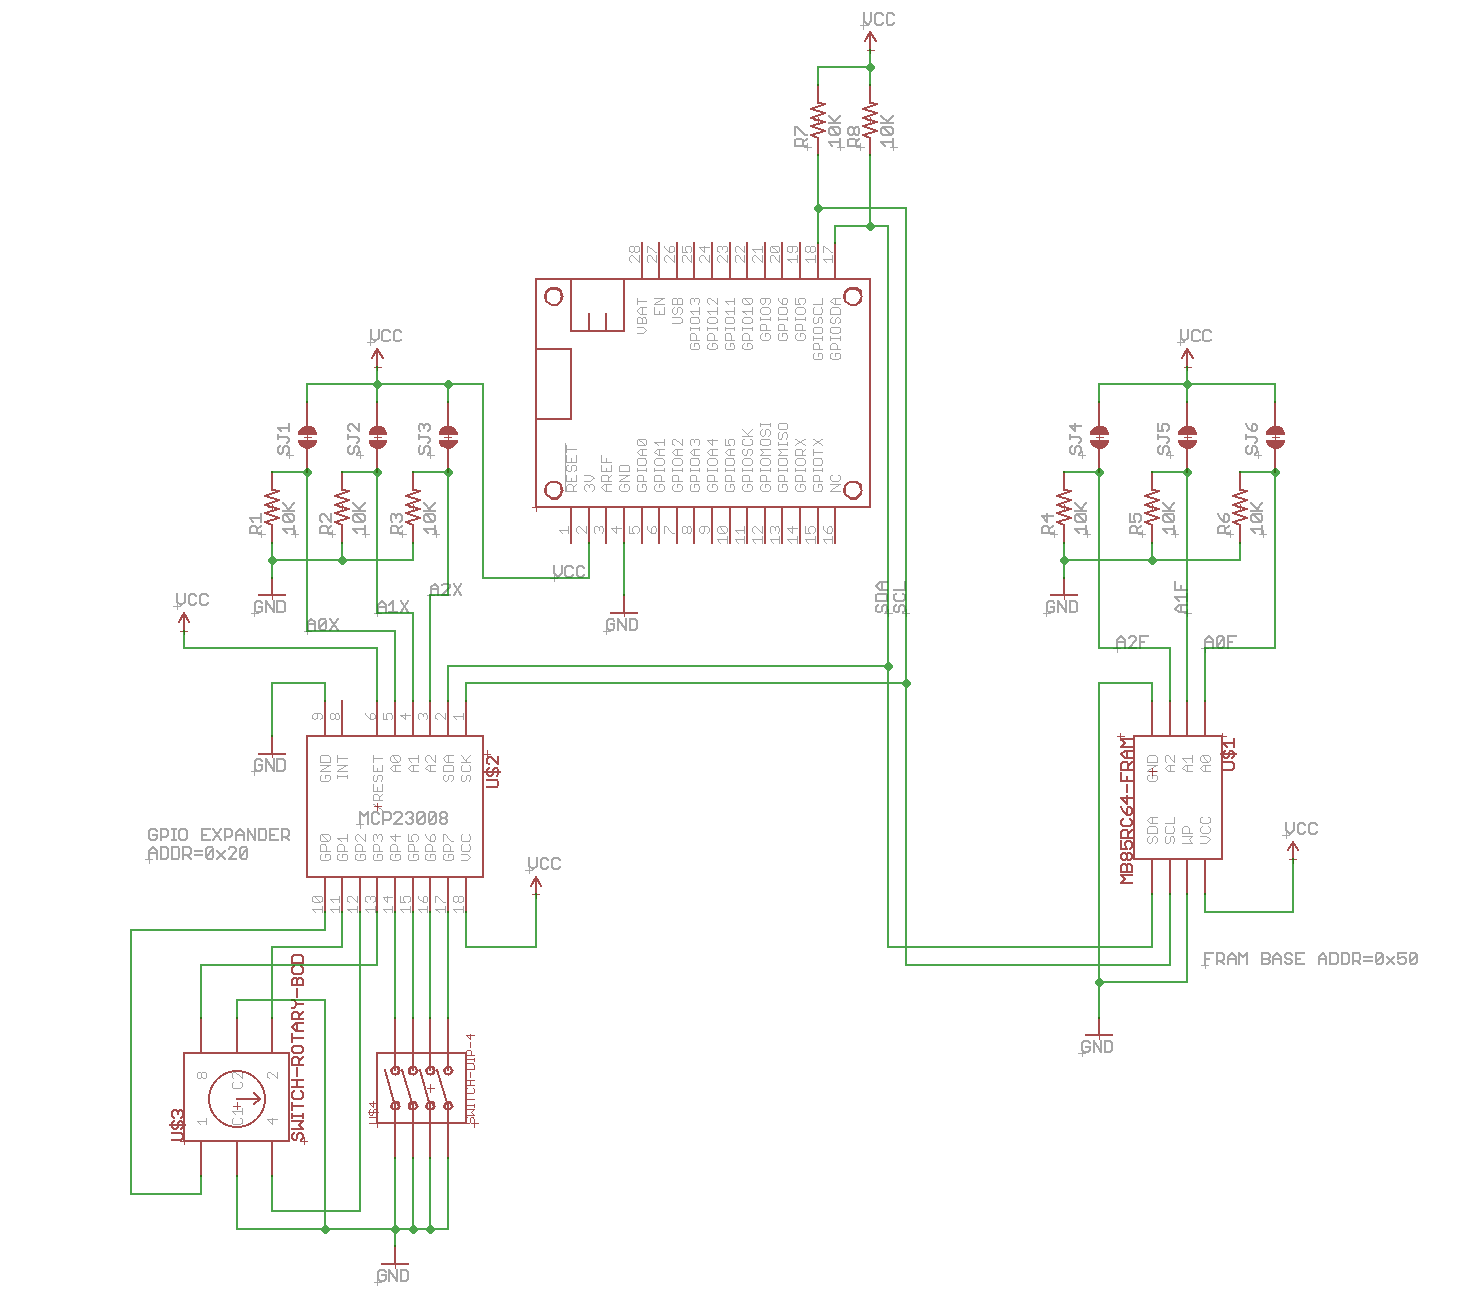 VCC
R7
10K
R8
10K
28
27
26
25
24
23
22
21
20
19
18
17
VBAT
EN
USB
GPIO13
GPIO12
GPIO11
GPIO10
GPIO9
GPIO6
GPIO5
GPIOSCL
GPIOSDA
RESET
3V
AREF
GND
GPIOA0
GPIOA1
GPIOA2
GPIOA3
GPIOA4
GPIOA5
GPIOSCK
GPIOMOSI
GPIOMISO
GPIORX
GPIOTX
NC
1
2
3
4
5
6
7
8
9
10
11
12
13
14
15
16
VCC
GND
VCC
SJ1
SJ2
SJ3
R1
10K
R2
10K
R3
10K
GND
A0X
A1X
A2X
VCC
SDA
SCL
VCC
SJ4
SJ5
SJ6
R4
10K
R5
10K
R6
10K
GND
A2F
A1F
A0F
GND
9
8
6
5
4
3
2
1
GND
INT
RESET
A0
A1
A2
SDA
SCK
U$2
MCP23008
GP0
GP1
GP2
GP3
GP4
GP5
GP6
GP7
VCC
10
11
12
13
14
15
16
17
18
GPIO EXPANDER
ADDR=0x20
VCC
MB85RC64-FRAM
U$1
GND
A2
A1
A0
SDA
SCL
WP
VCC
VCC
FRAM BASE ADDR=0x50
GND
SWITCH-ROTARY-BCD
U$3
8
C2
2
1
C1
4
U$4
SWITCH-DIP-4
GND